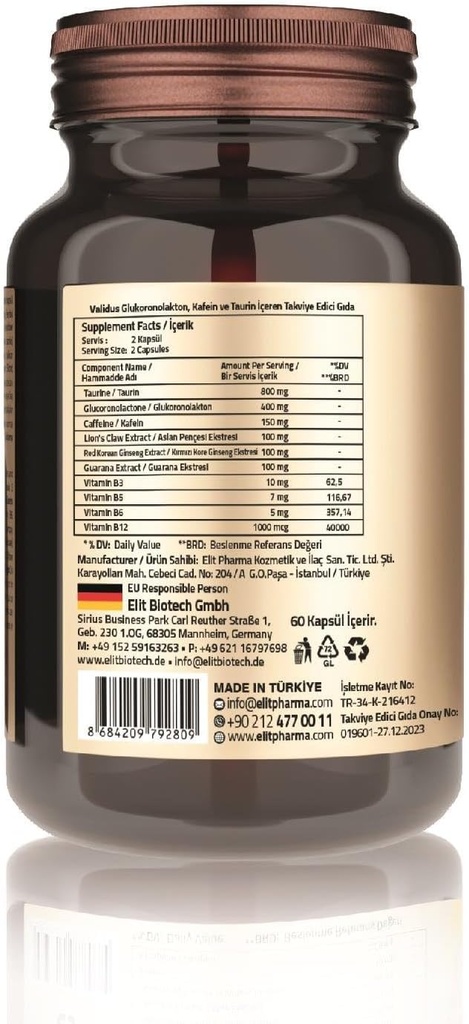 Validus Glukoronolakton, Kafein ve Taurin İçeren Takviye Edici Gıda
Supplement Facts / İçerik
Servis : 2 Kapsül
Serving Size: 2 Capsules
Component Name / Hammadde Adı Amount Per Serving / Bir Servis İçerik *%DV **%BRD
Taurine / Taurin 800 mg -
Glucoronolactone / Glukoronolakton 400 mg -
Caffeine / Kafein 150 mg -
Lion's Claw Extract / Aslan Pençesi Ekstresi 100 mg -
Red Korean Ginseng Extract / Kırmızı Kore Ginseng Ekstresi 100 mg -
Guarana Extract / Guarana Ekstresi 100 mg -
Vitamin B3 10 mg 62,5
Vitamin B5 7 mg 116,67
Vitamin B6 5 mg 357,14
Vitamin B12 1000 mcg 40000
*%DV: Daily Value **BRD: Beslenme Referans Değeri
Manufacturer / Ürün Sahibi: Elit Pharma Kozmetik ve İlaç San. Tic. Ltd. Şti.
Karayolları Mah. Cebeci Cad. No: 204 / A G.O.Paşa - İstanbul / Türkiye
EU Responsible Person
Elit Biotech Gmbh
Sirius Business Park Carl Reuther Straße 1,
Geb. 230 1.OG, 68305 Mannheim, Germany
M: +49 152 59163263 • P: +49 621 16797698
www.elitbiotech.de • info@elitbiotech.de
60 Kapsül İçerir.
72
GL
8 684209 792809
MADE IN TÜRKİYE
info@elitpharma.com
+90 212 477 00 11
www.elitpharma.com
İşletme Kayıt No:
TR-34-K-216412
Takviye Edici Gıda Onay No:
019601-27.12.2023